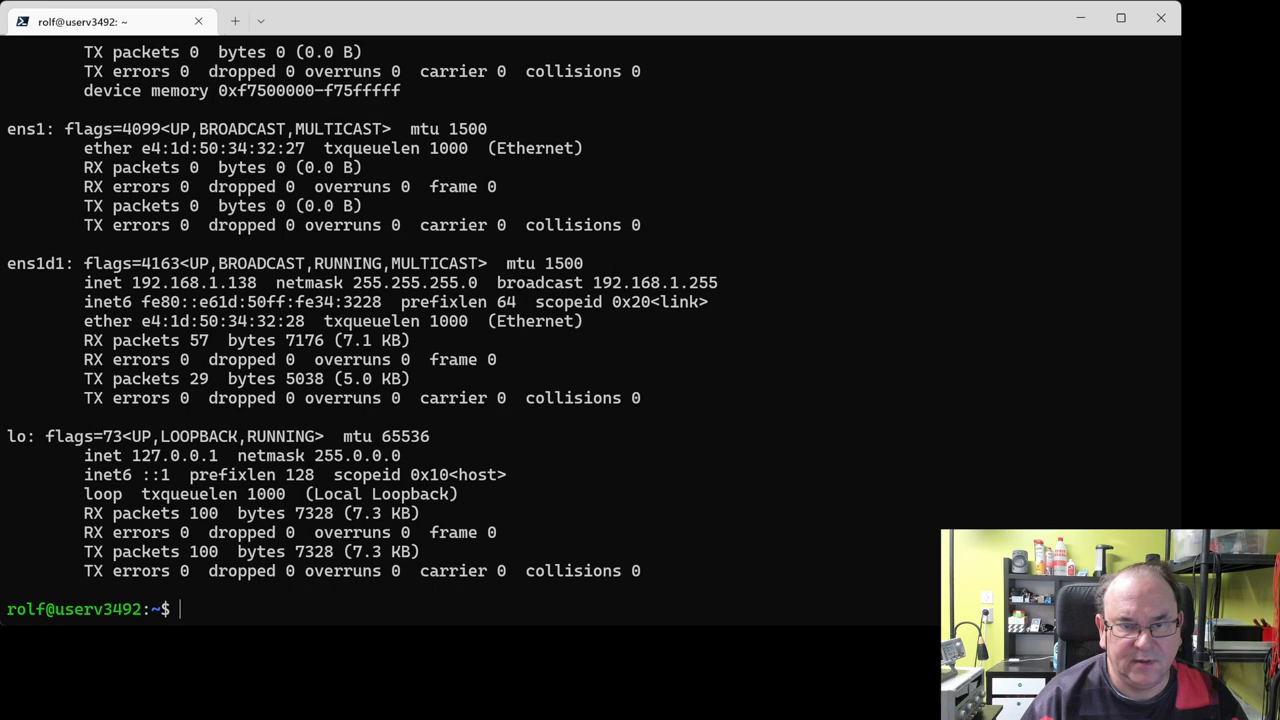 rolf@userv3492: ~
TX packets 0  bytes 0 (0.0 B)
TX errors 0  dropped 0 overruns 0  carrier 0  collisions 0
device memory 0xf7500000-f75fffff
ens1: flags=4099<UP,BROADCAST,MULTICAST>  mtu 1500
ether e4:1d:50:34:32:27  txqueuelen 1000  (Ethernet)
RX packets 0  bytes 0 (0.0 B)
RX errors 0  dropped 0  overruns 0  frame 0
TX packets 0  bytes 0 (0.0 B)
TX errors 0  dropped 0 overruns 0  carrier 0  collisions 0
ens1d1: flags=4163<UP,BROADCAST,RUNNING,MULTICAST>  mtu 1500
inet 192.168.1.138  netmask 255.255.255.0  broadcast 192.168.1.255
inet6 fe80::e61d:50ff:fe34:3228  prefixlen 64  scopeid 0x20<link>
ether e4:1d:50:34:32:28  txqueuelen 1000  (Ethernet)
RX packets 57  bytes 7176 (7.1 KB)
RX errors 0  dropped 0  overruns 0  frame 0
TX packets 29  bytes 5038 (5.0 KB)
TX errors 0  dropped 0 overruns 0  carrier 0  collisions 0
lo: flags=73<UP,LOOPBACK,RUNNING>  mtu 65536
inet 127.0.0.1  netmask 255.0.0.0
inet6 ::1  prefixlen 128  scopeid 0x10<host>
loop  txqueuelen 1000  (Local Loopback)
RX packets 100  bytes 7328 (7.3 KB)
RX errors 0  dropped 0  overruns 0  frame 0
TX packets 100  bytes 7328 (7.3 KB)
TX errors 0  dropped 0 overruns 0  carrier 0  collisions 0
rolf@userv3492:~$